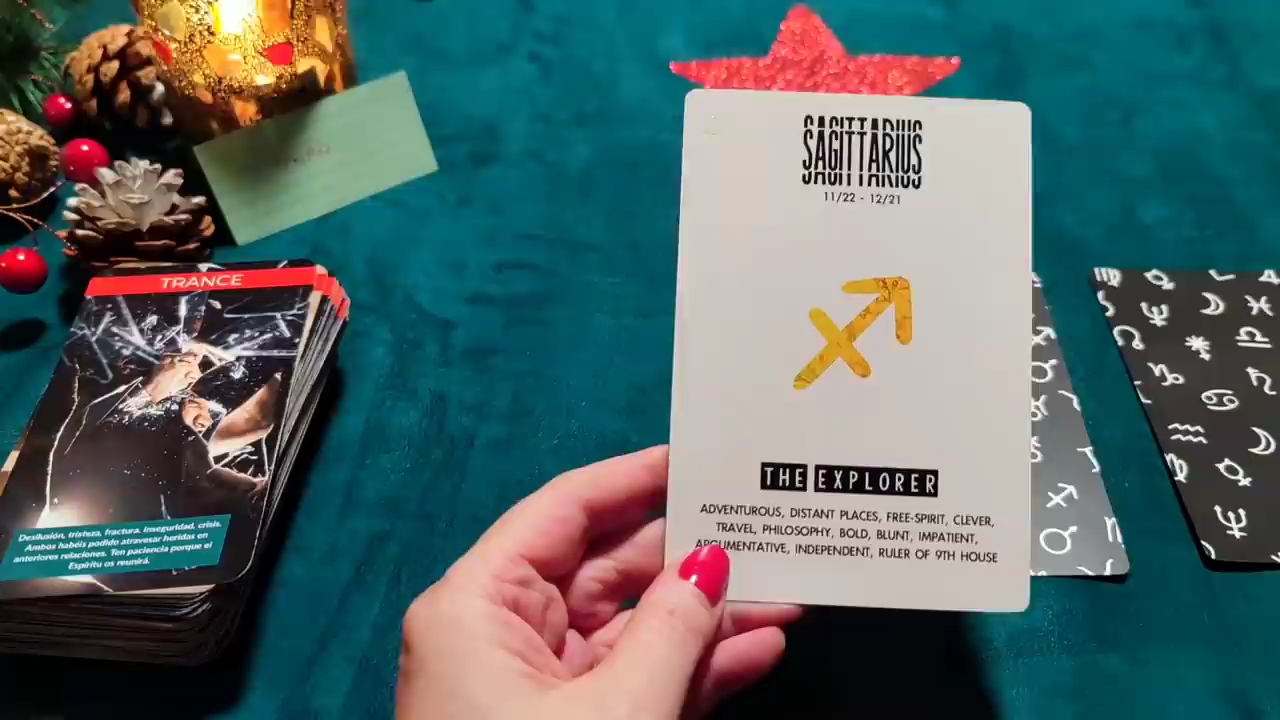 SAGITTARIUS
11/22 - 12/21
THE EXPLORER
ADVENTUROUS, DISTANT PLACES, FREE-SPIRIT, CLEVER,
TRAVEL, PHILOSOPHY, BOLD, BLUNT, IMPATIENT,
ARGUMENTATIVE, INDEPENDENT, RULER OF 9TH HOUSE
TRANCE
Desilusión, tristeza, fractura, inseguridad, crisis.
Ambos habéis podido atravesar heridas en
anteriores relaciones. Ten paciencia porque el
Espíritu os reunirá.